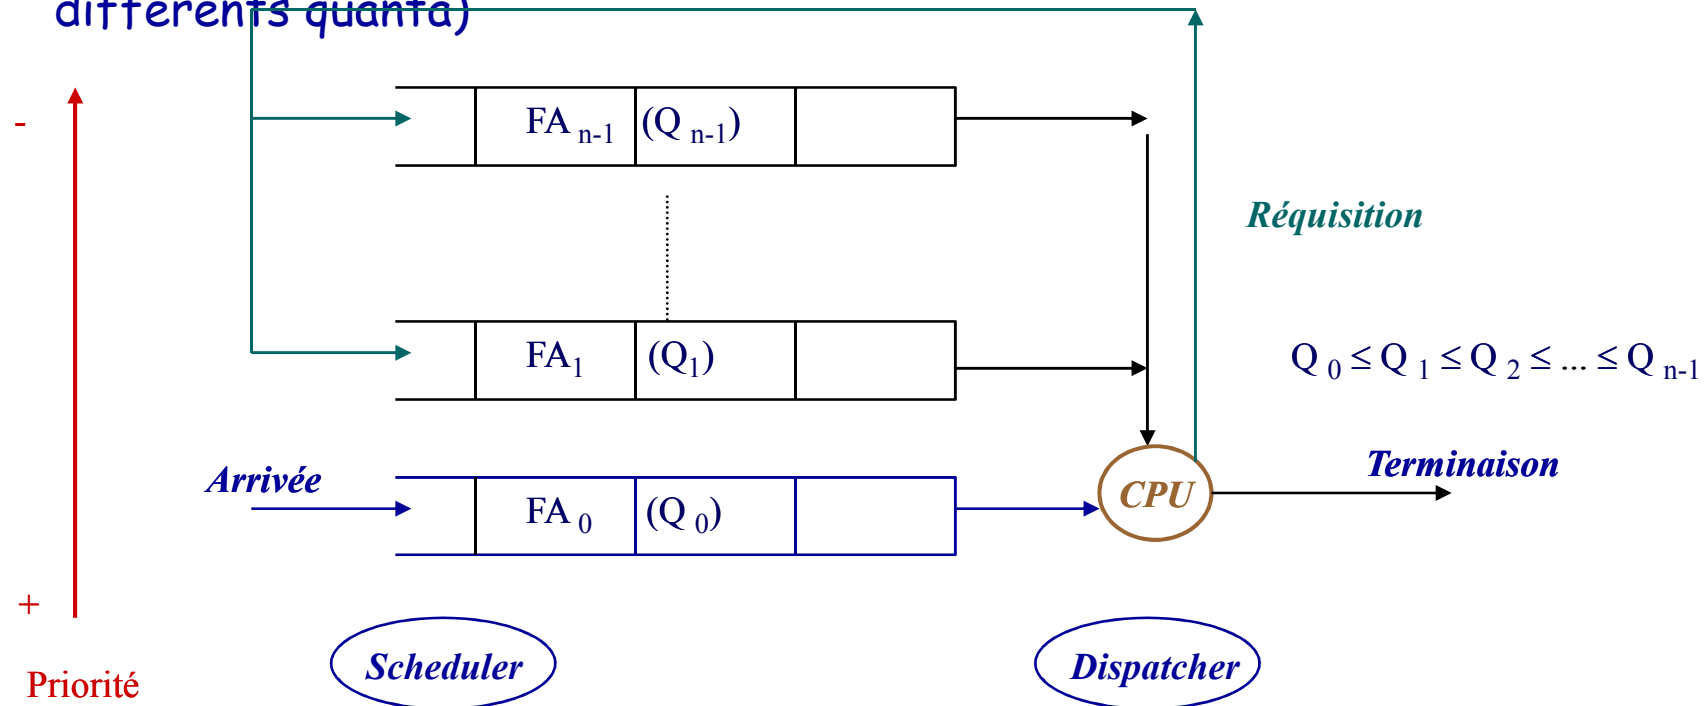 différents quanta)
-
FA n-1 (Q n-1)
Réquisition
FA1 (Q1)
Q 0 ≤ Q 1 ≤ Q 2 ≤ ... ≤ Q n-1
Arrivée
Terminaison
CPU
FA 0 (Q 0)
+
Scheduler
Dispatcher
Priorité